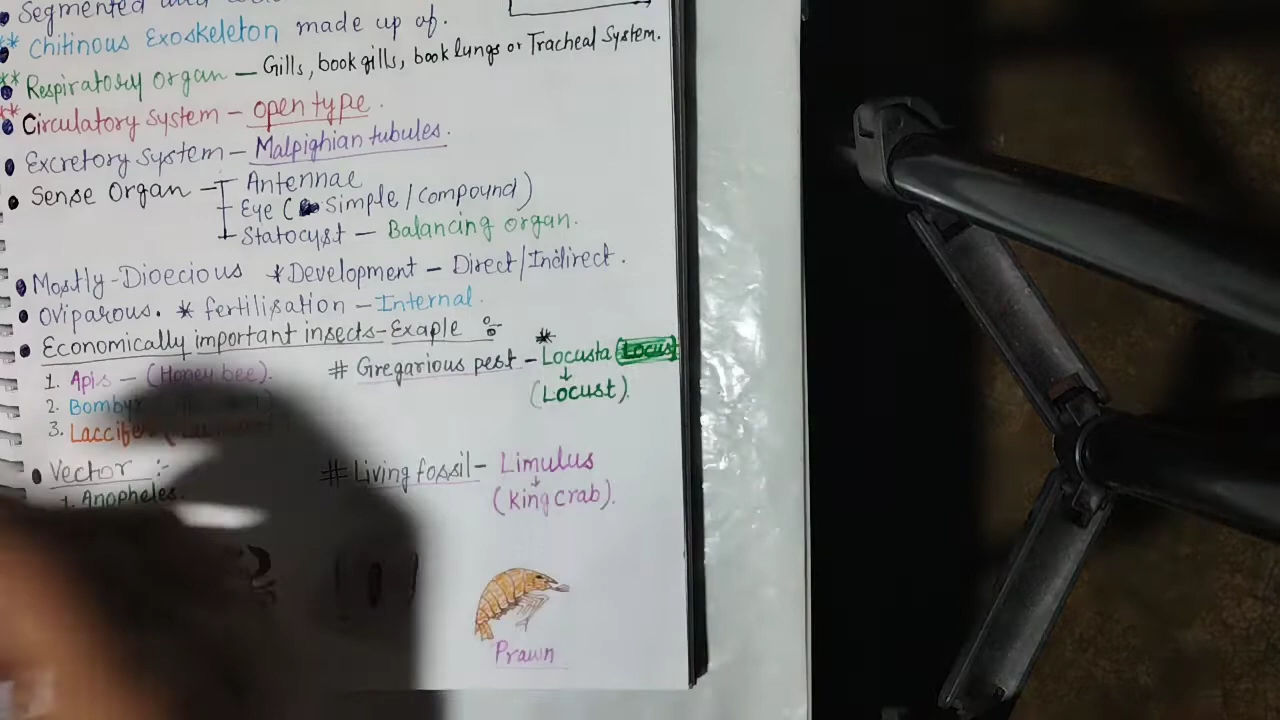 Segmented
** Chitinous Exoskeleton made up of.
** Respiratory organ — Gills, book gills, book lungs or Tracheal System.
** Circulatory System – open type.
Excretory System – Malpighian tubules.
Sense Organ – Antennae
Eye ( Simple / Compound)
Statocyst – Balancing organ.
Mostly-Dioecious * Development – Direct/Indirect.
Oviparous. * fertilisation – Internal.
Economically important insects – Exaple :-
1. Apis – (Honey bee).
2. Bomby
3. Laccife
# Gregarious pest – *Locusta (Locus
↓
(Locust).
Vector :-
1. Anopheles.
# Living fossil – Limulus
↓
(King crab).
Prawn